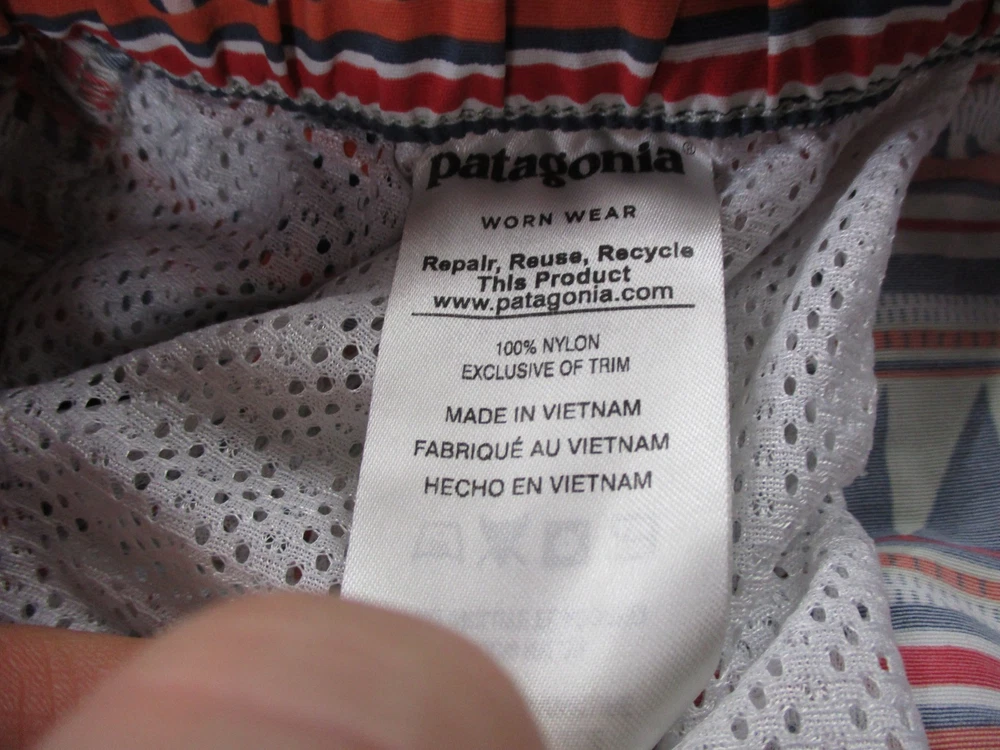 patagonia®
WORN WEAR
Repair, Reuse, Recycle
This Product
www.patagonia.com
100% NYLON
EXCLUSIVE OF TRIM
MADE IN VIETNAM
FABRIQUÉ AU VIETNAM
HECHO EN VIETNAM